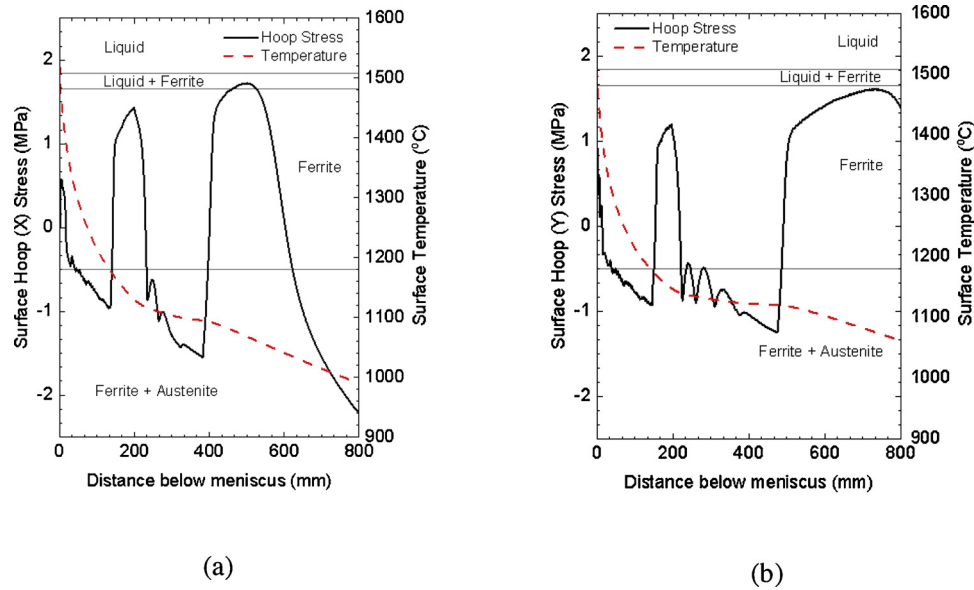 Surface Hoop (X) Stress (MPa)
2
1
0
-1
-2
Liquid
Hoop Stress
Temperature
Liquid + Ferrite
Ferrite
Ferrite + Austenite
1600
1500
1400
1300
1200
1100
1000
900
Surface Temperature (⁰C)
0 200 400 600 800
Distance below meniscus (mm)
(a)
Surface Hoop (Y) Stress (MPa)
2
1
0
-1
-2
Hoop Stress
Temperature
Liquid
Liquid + Ferrite
Ferrite
Ferrite + Austenite
1600
1500
1400
1300
1200
1100
1000
900
Surface Temperature (⁰C)
0 200 400 600 800
Distance below meniscus (mm)
(b)